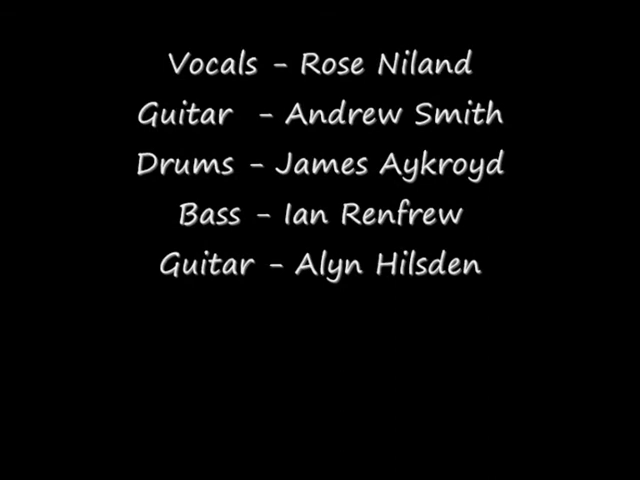 Vocals - Rose Niland
Guitar - Andrew Smith
Drums - James Aykroyd
Bass - Ian Renfrew
Guitar - Alyn Hilsden